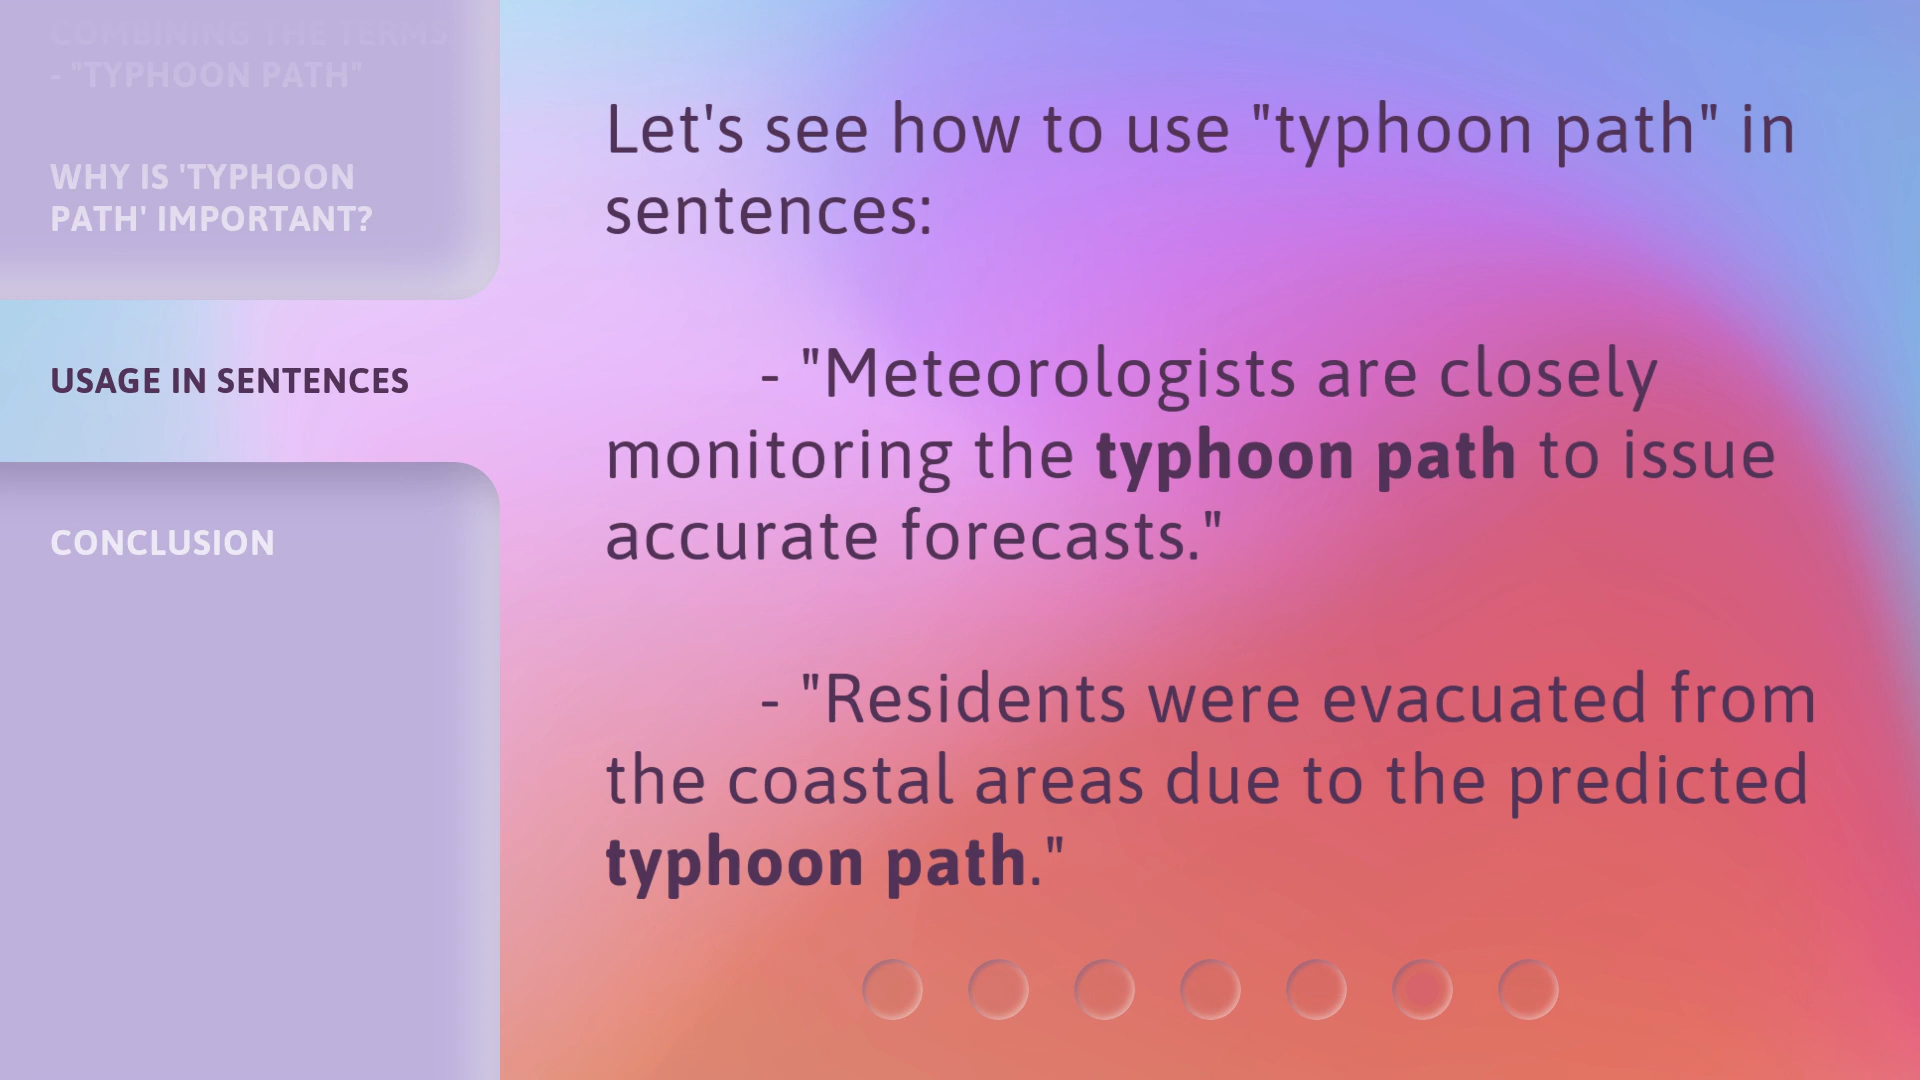 COMBINING THE TERMS
- "TYPHOON PATH"
WHY IS 'TYPHOON
PATH' IMPORTANT?
USAGE IN SENTENCES
CONCLUSION
Let's see how to use "typhoon path" in
sentences:
- "Meteorologists are closely
monitoring the typhoon path to issue
accurate forecasts."
- "Residents were evacuated from
the coastal areas due to the predicted
typhoon path."